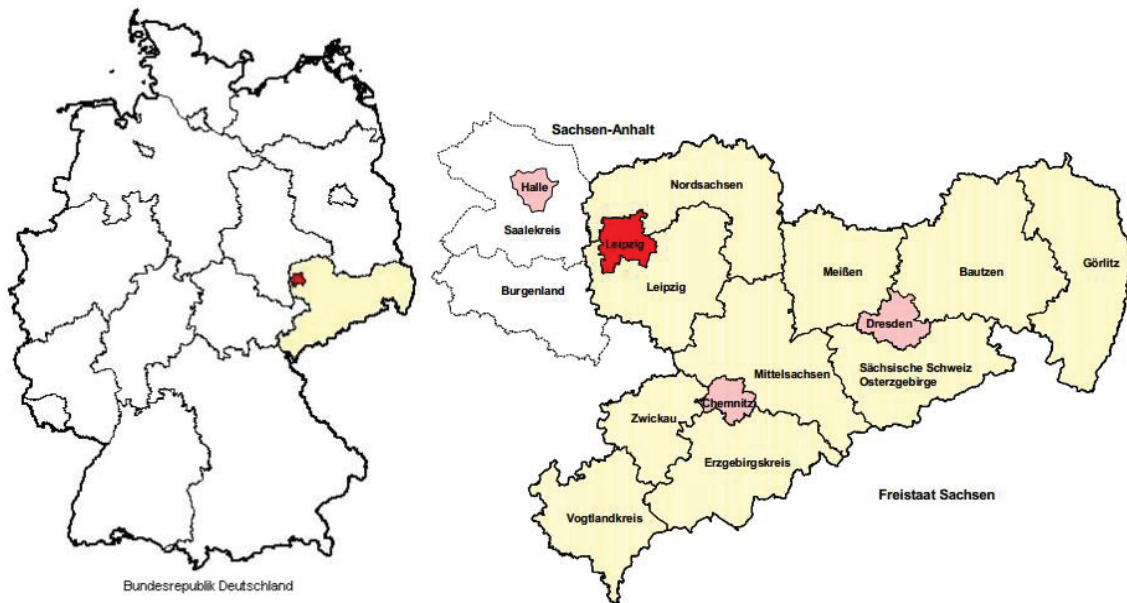 Sachsen-Anhalt
Halle
Nordsachsen
Saalekreis
Leipzig
Burgenland
Leipzig
Meißen
Bautzen
Görlitz
Dresden
Mittelsachsen
Sächsische Schweiz
Osterzgebirge
Chemnitz
Zwickau
Erzgebirgskreis
Vogtlandkreis
Freistaat Sachsen
Bundesrepublik Deutschland